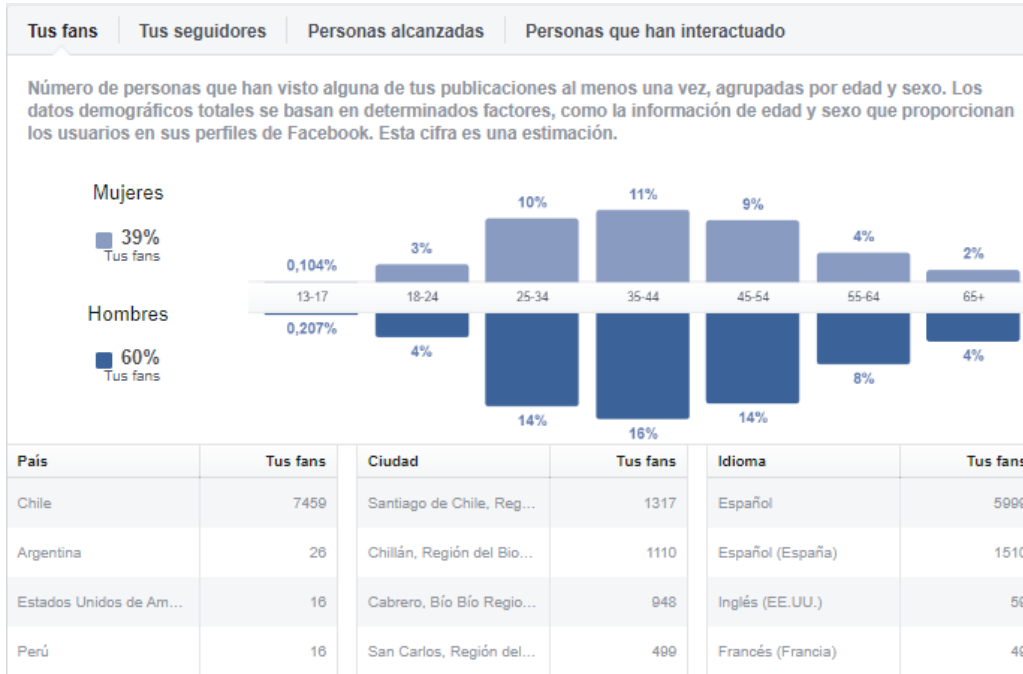 Tus fans Tus seguidores Personas alcanzadas Personas que han interactuado
Número de personas que han visto alguna de tus publicaciones al menos una vez, agrupadas por edad y sexo. Los
datos demográficos totales se basan en determinados factores, como la información de edad y sexo que proporcionan
los usuarios en sus perfiles de Facebook. Esta cifra es una estimación.
Mujeres
39%
Tus fans
0,104% 3% 10% 11% 9% 4% 2%
13-17 18-24 25-34 35-44 45-54 55-64 65+
Hombres
60%
Tus fans
0,207% 4% 14% 16% 14% 8% 4%
País Tus fans Ciudad Tus fans Idioma Tus fans
Chile 7459 Santiago de Chile, Reg... 1317 Español 5999
Argentina 26 Chillán, Región del Bio... 1110 Español (España) 1510
Estados Unidos de Am... 16 Cabrero, Bío Bío Regio... 948 Inglés (EE.UU.) 59
Perú 16 San Carlos, Región del... 499 Francés (Francia) 49